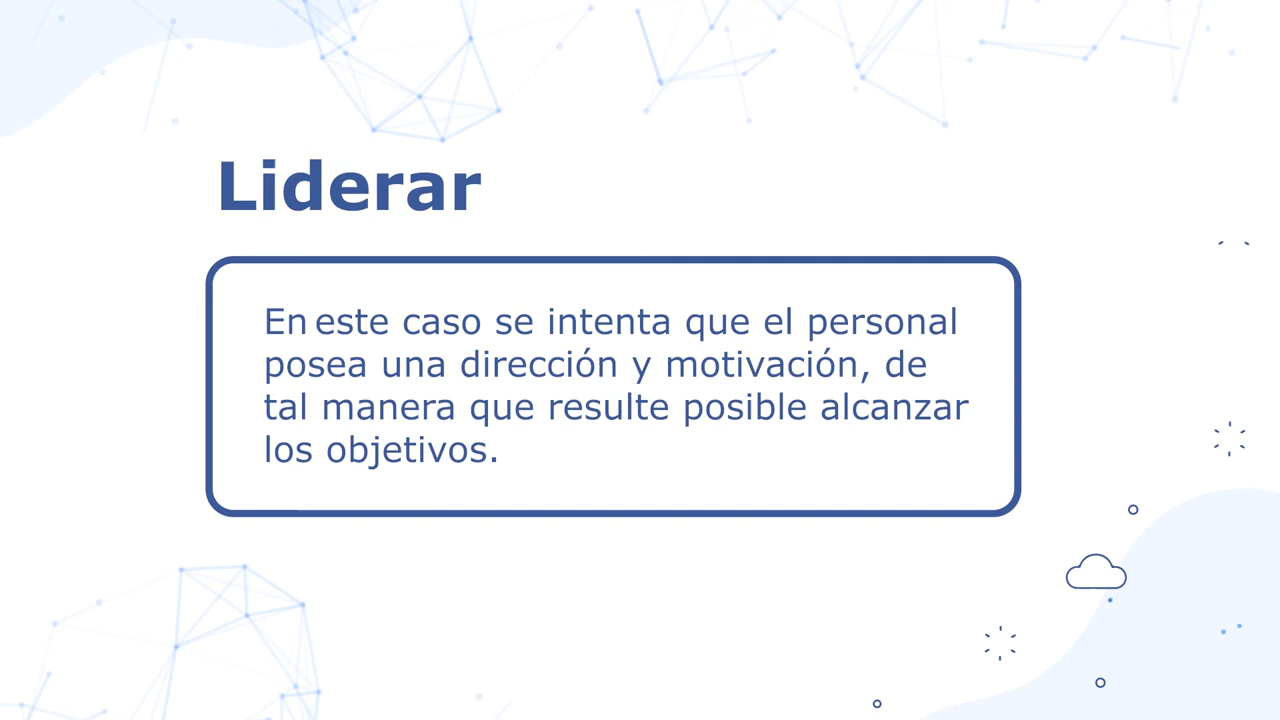 Liderar
En este caso se intenta que el personal
posea una dirección y motivación, de
tal manera que resulte posible alcanzar
los objetivos.